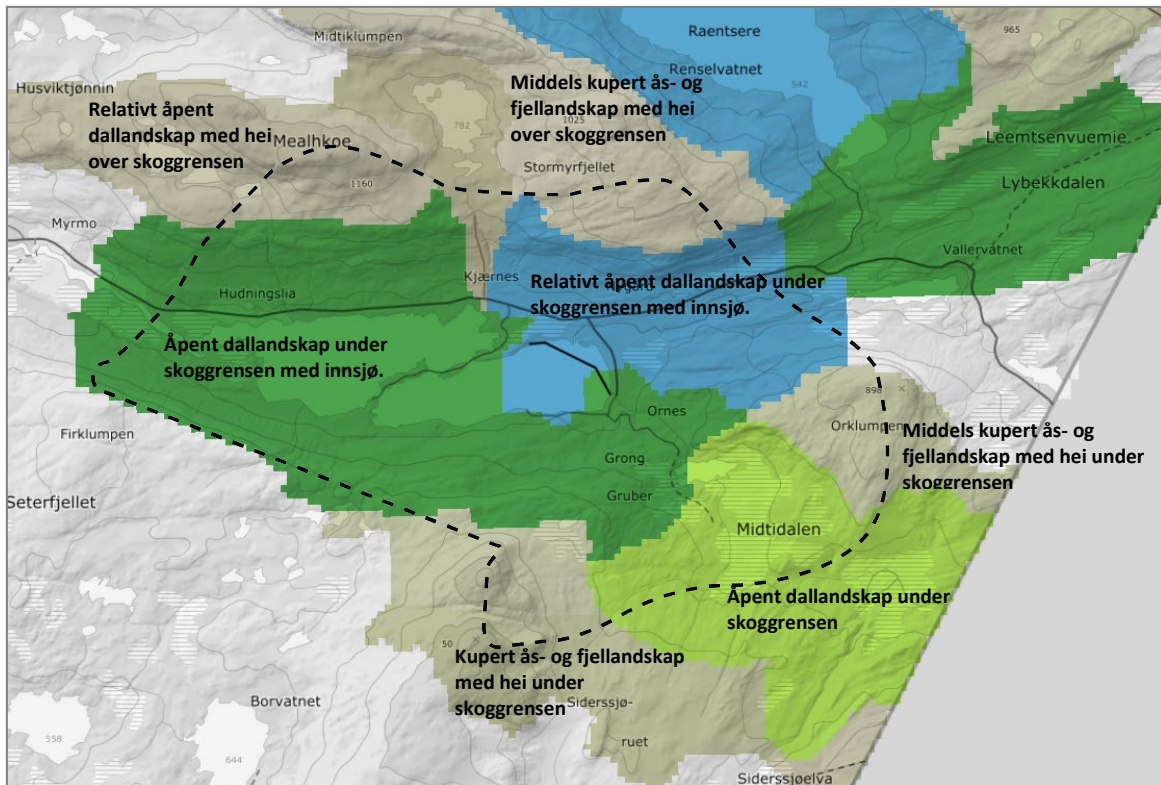 Raentsere
Midtiklumpen
965
Renselvatnet
Husviktjønnin
542
Middels kupert ås- og
fjellandskap med hei
over skoggrensen
Relativt åpent
dallandskap med hei
over skoggrensen
1025
782
Mealhkoe
Leemtsenvuemie
Stormyrfjellet
1160
Lybekkdalen
Myrmo
Vallervatnet
Kjærnes
Relativt åpent dallandskap under
skoggrensen med innsjø.
Hudningslia
Åpent dallandskap under
skoggrensen med innsjø.
898
Ornes
Orklumpen
Firklumpen
Middels kupert ås- og
fjellandskap med hei under
skoggrensen
Grong
Gruber
Seterfjellet
Midtidalen
Åpent dallandskap under
skoggrensen
50
Kupert ås- og fjellandskap
med hei under
skoggrensen
Borvatnet
Siderssjø-
ruet
558
644
Siderssjøelva